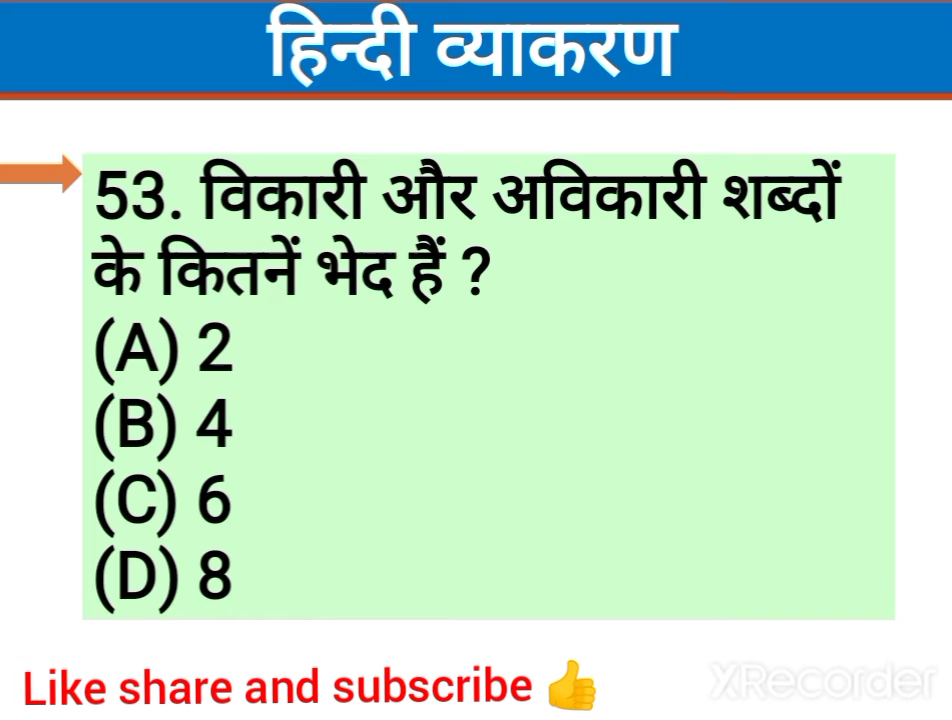 हिन्दी व्याकरण
53. विकारी और अविकारी शब्दों
के कितनें भेद हैं ?
(A) 2
(B) 4
(C) 6
(D) 8
Like share and subscribe 👍
XRecorder